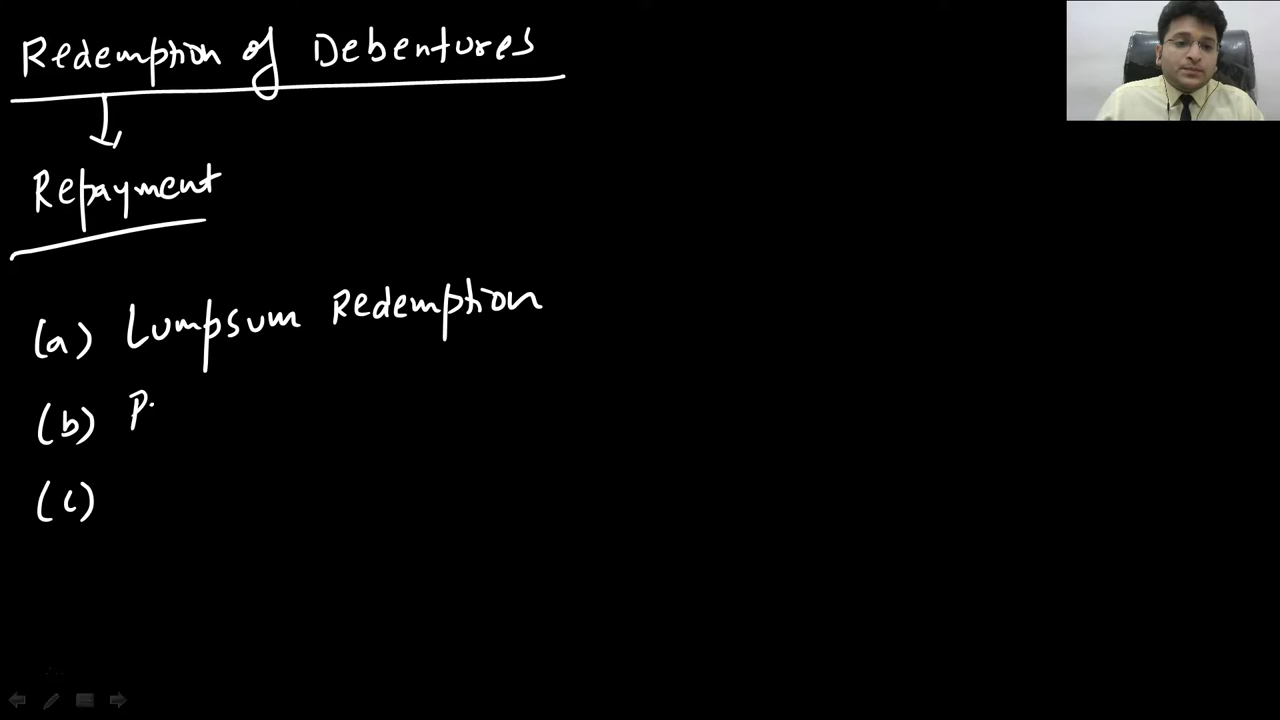 Redemption of Debentures
Repayment
(a) Lumpsum Redemption
(b) P
(c)